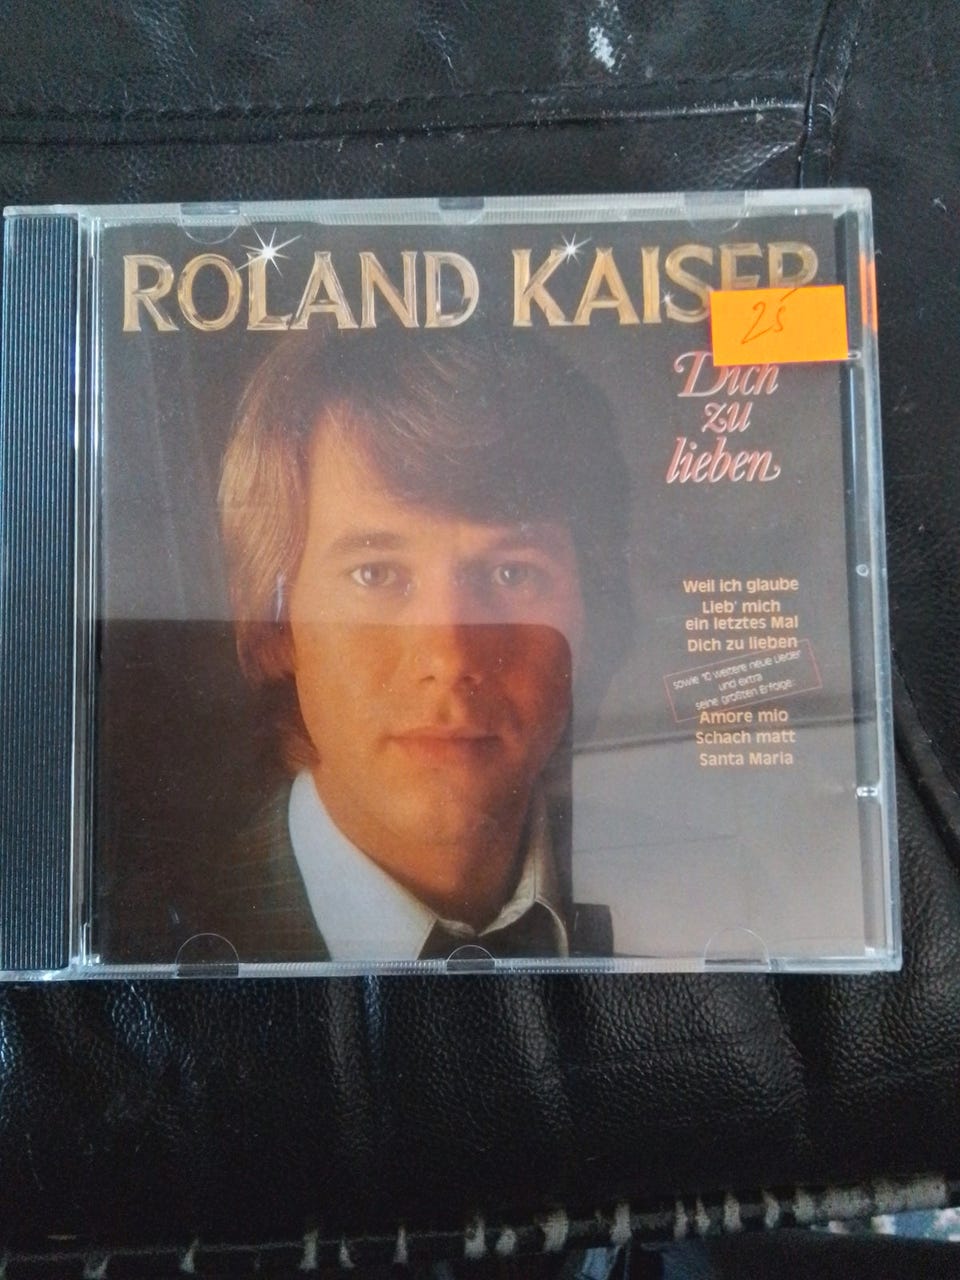 ROLAND KAISER
25
Dich
zu
lieben
Weil ich glaube
Lieb' mich
ein letztes Mal
Dich zu lieben
sowie 10 weitere neue Lieder
und extra
seine größten Erfolge:
Amore mio
Schach matt
Santa Maria